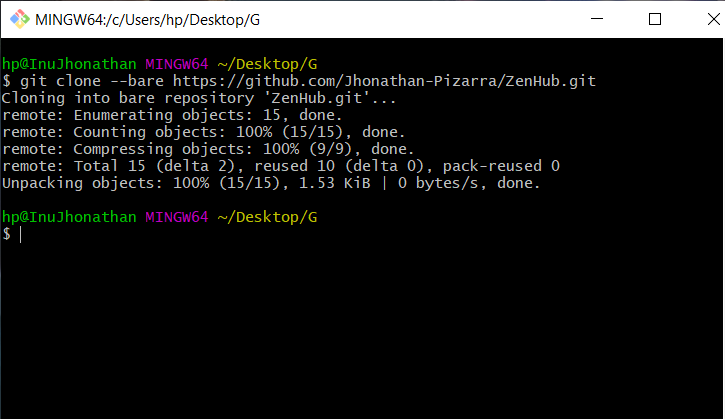 MINGW64:/c/Users/hp/Desktop/G
hp@InuJhonathan MINGW64 ~/Desktop/G
$ git clone --bare https://github.com/Jhonathan-Pizarra/ZenHub.git
Cloning into bare repository 'ZenHub.git'...
remote: Enumerating objects: 15, done.
remote: Counting objects: 100% (15/15), done.
remote: Compressing objects: 100% (9/9), done.
remote: Total 15 (delta 2), reused 10 (delta 0), pack-reused 0
Unpacking objects: 100% (15/15), 1.53 KiB | 0 bytes/s, done.
hp@InuJhonathan MINGW64 ~/Desktop/G
$